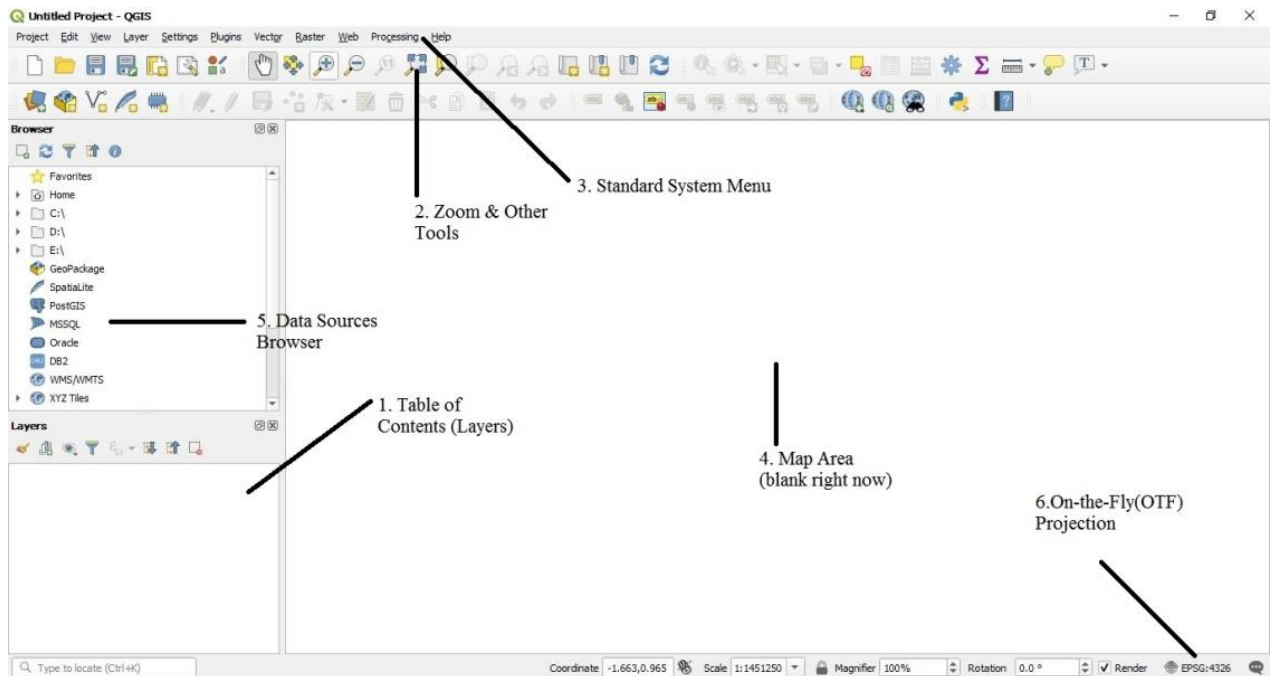 Untitled Project - QGIS
Project Edit View Layer Settings Plugins Vector Raster Web Processing Help
Browser
Favorites
Home
C:\
D:\
E:\
GeoPackage
SpatiaLite
PostGIS
MSSQL
Oracle
DB2
WMS/WMTS
XYZ Tiles
3. Standard System Menu
2. Zoom & Other
Tools
5. Data Sources
Browser
1. Table of
Contents (Layers)
Layers
4. Map Area
(blank right now)
6.On-the-Fly(OTF)
Projection
Type to locate (Ctrl+K)
Coordinate -1.663,0.965 Scale 1:1451250 Magnifier 100% Rotation 0.0 ° Render EPSG:4326